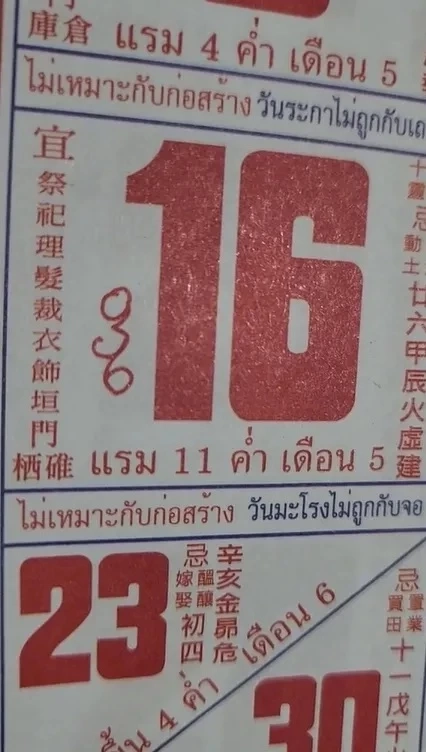 庫倉 แรม 4 ค่ำ เดือน 5
ไม่เหมาะกับก่อสร้าง วันระกาไม่ถูกกับเถ
宜祭祀理髮裁衣飾垣門
栖碓
16
忌動土
廿六甲辰火虛建
แรม 11 ค่ำ เดือน 5
ไม่เหมาะกับก่อสร้าง วันมะโรงไม่ถูกกับจอ
23
忌嫁娶醞釀
初四
辛亥金昴危
ขึ้น 4 ค่ำ เดือน 6
30
忌買田置業
十一戊午